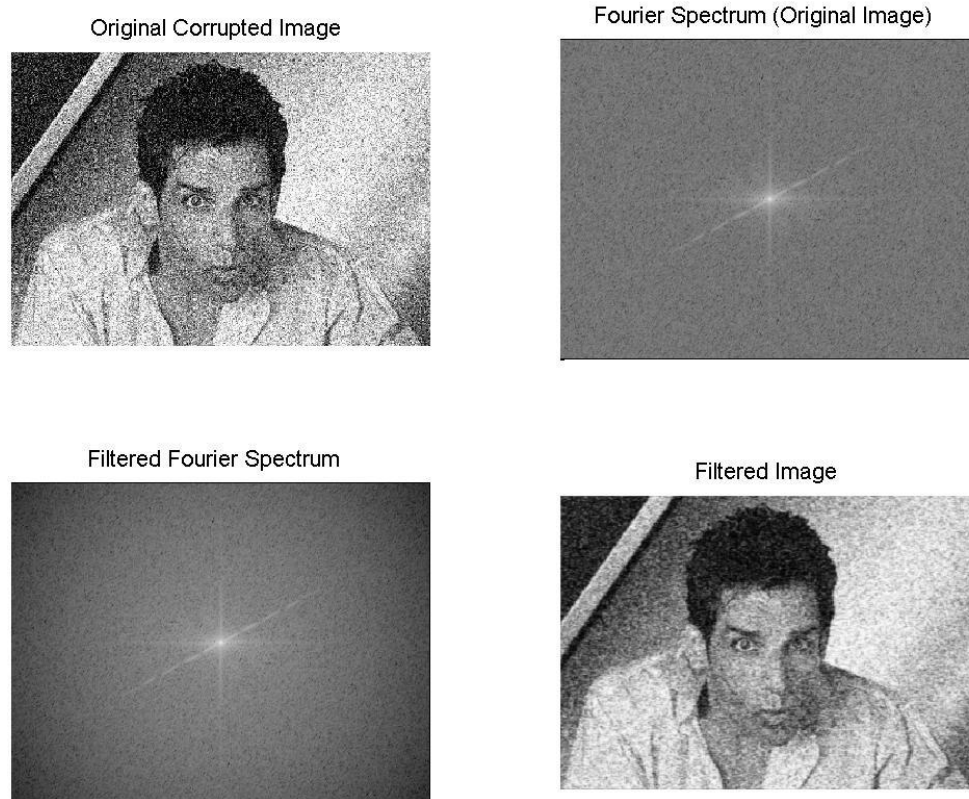 Original Corrupted Image
Fourier Spectrum (Original Image)
Filtered Fourier Spectrum
Filtered Image